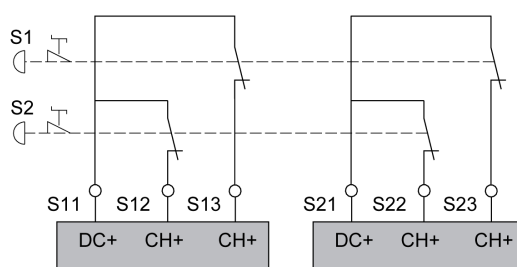 S1
S2
S11 S12 S13 S21 S22 S23
DC+ CH+ CH+ DC+ CH+ CH+